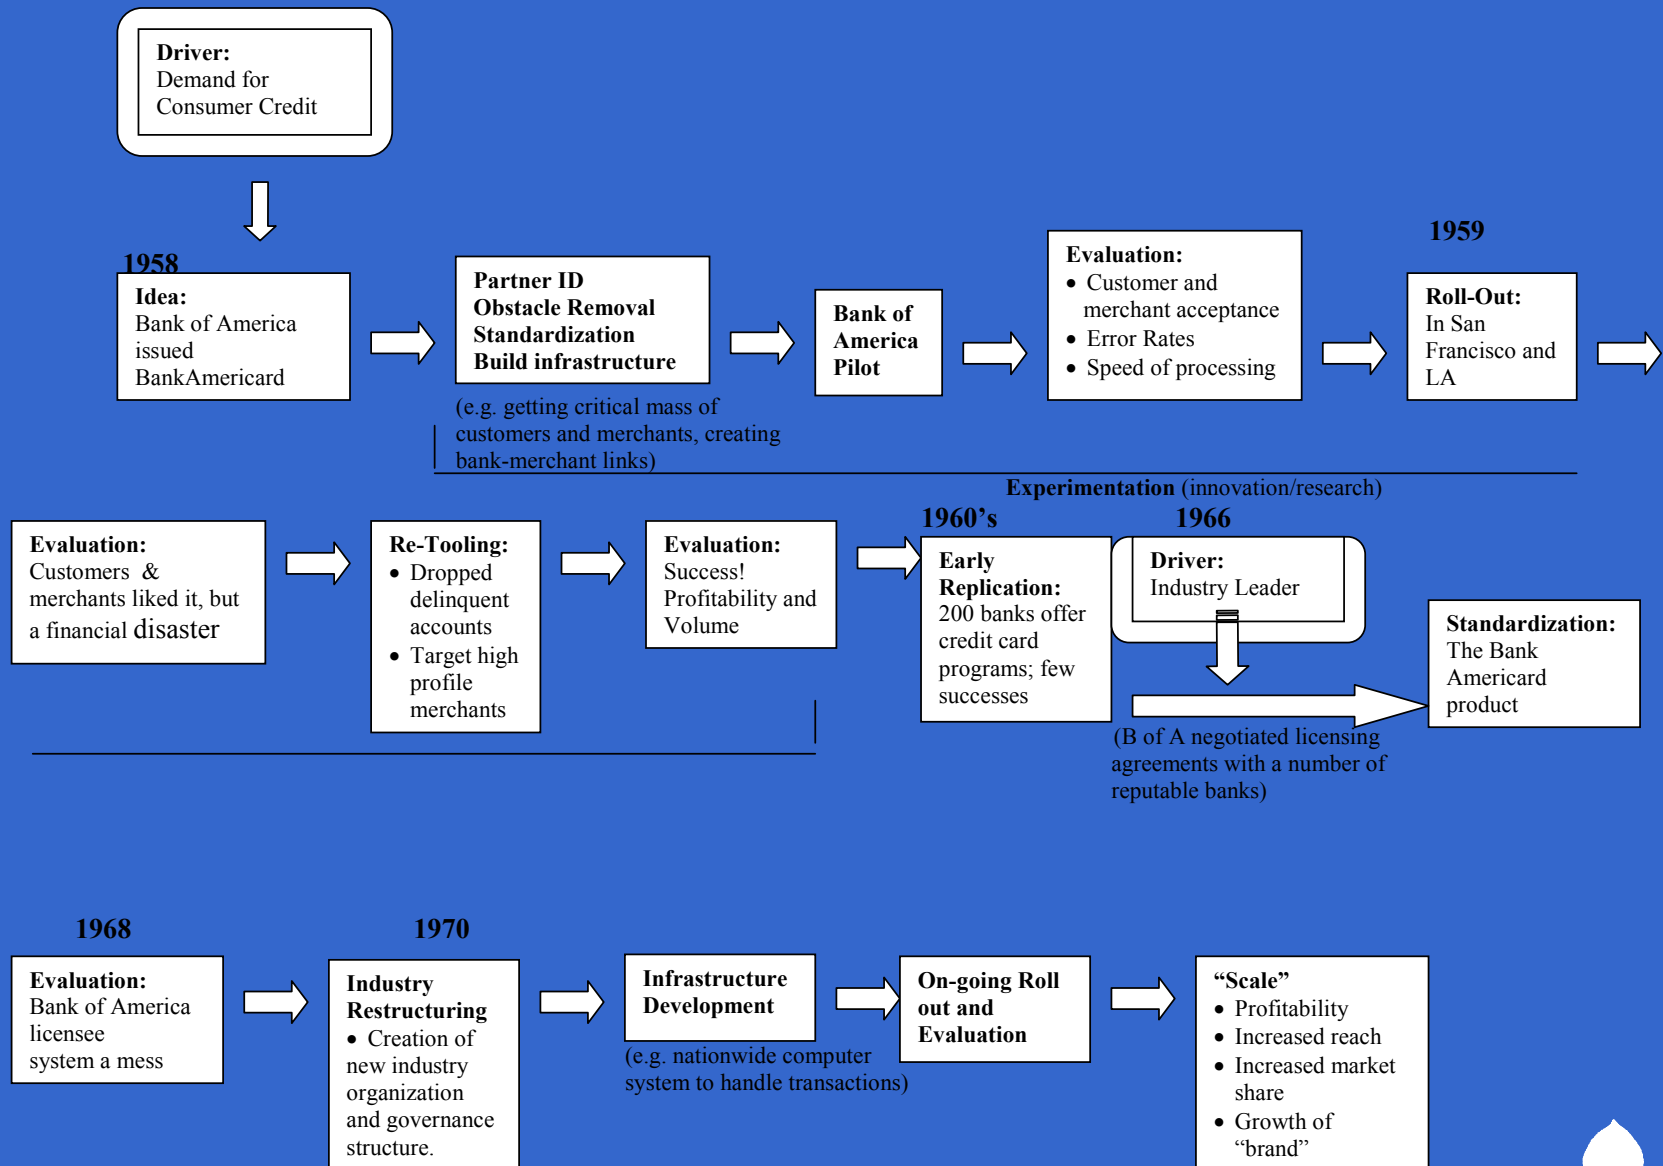 Driver:
Demand for
Consumer Credit
1958
Idea:
Bank of America
issued
BankAmericard
Partner ID
Obstacle Removal
Standardization
Build infrastructure
(e.g. getting critical mass of
customers and merchants, creating
bank-merchant links)
Bank of
America
Pilot
Evaluation:
• Customer and
merchant acceptance
• Error Rates
• Speed of processing
1959
Roll-Out:
In San
Francisco and
LA
Experimentation (innovation/research)
Evaluation:
Customers &
merchants liked it, but
a financial disaster
Re-Tooling:
• Dropped
delinquent
accounts
• Target high
profile
merchants
Evaluation:
Success!
Profitability and
Volume
1960's
Early
Replication:
200 banks offer
credit card
programs; few
successes
1966
Driver:
Industry Leader
(B of A negotiated licensing
agreements with a number of
reputable banks)
Standardization:
The Bank
Americard
product
1968
Evaluation:
Bank of America
licensee
system a mess
1970
Industry
Restructuring
• Creation of
new industry
organization
and governance
structure.
Infrastructure
Development
(e.g. nationwide computer
system to handle transactions)
On-going Roll
out and
Evaluation
“Scale”
• Profitability
• Increased reach
• Increased market
share
• Growth of
“brand”